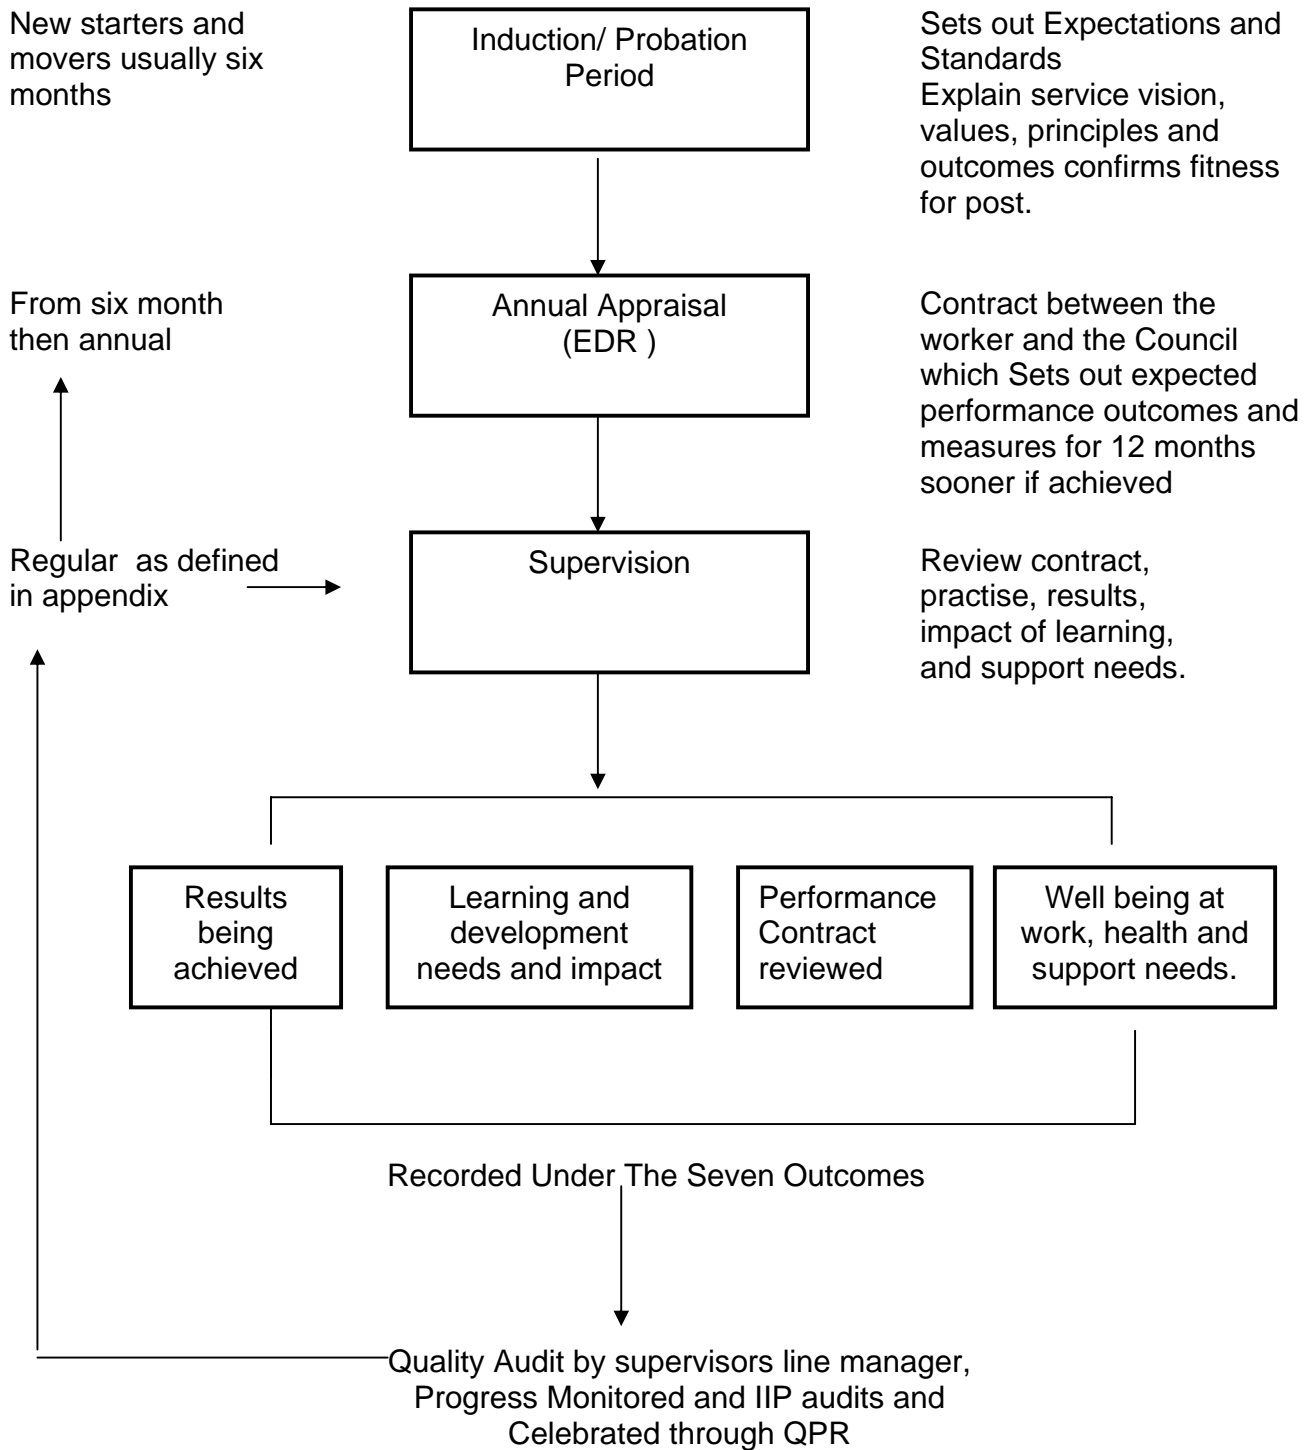 New starters and
movers usually six
months
Induction/ Probation
Period
Sets out Expectations and
Standards
Explain service vision,
values, principles and
outcomes confirms fitness
for post.
From six month
then annual
Annual Appraisal
(EDR )
Contract between the
worker and the Council
which Sets out expected
performance outcomes and
measures for 12 months
sooner if achieved
Regular  as defined
in appendix
Supervision
Review contract,
practise, results,
impact of learning,
and support needs.
Results
being
achieved
Learning and
development
needs and impact
Performance
Contract
reviewed
Well being at
work, health and
support needs.
Recorded Under The Seven Outcomes
Quality Audit by supervisors line manager,
Progress Monitored and IIP audits and
Celebrated through QPR